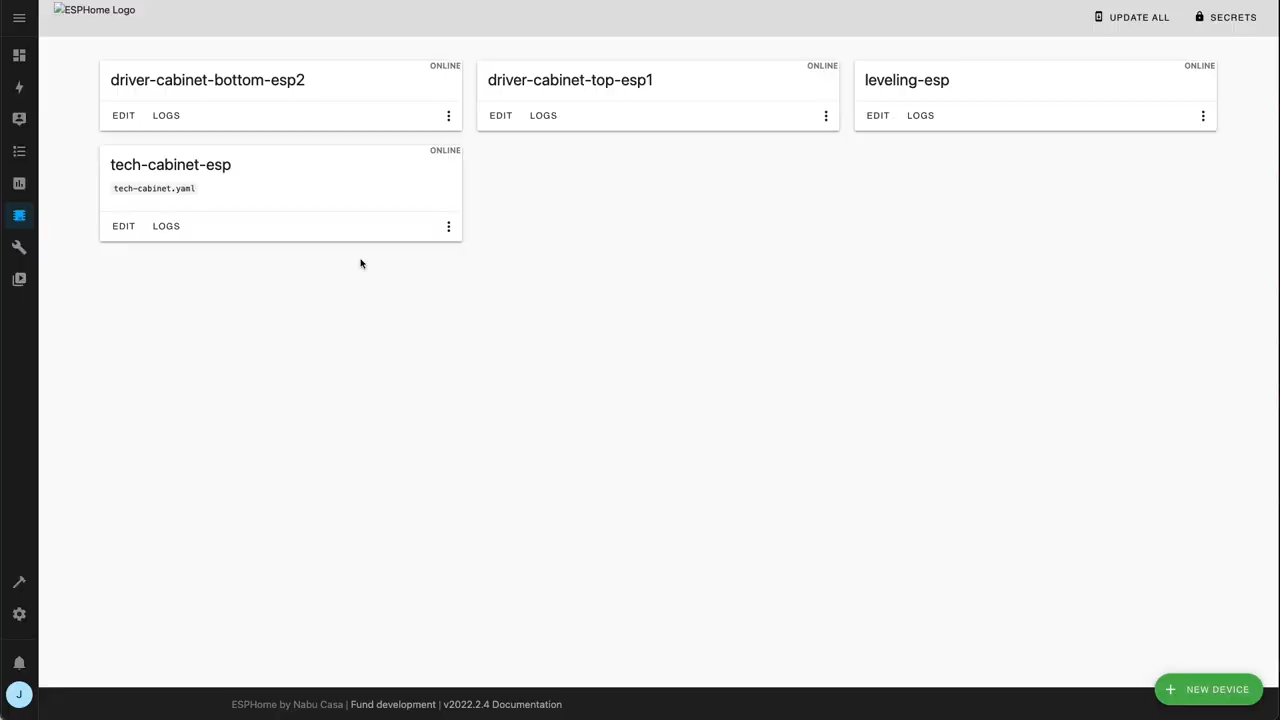 ESPHome Logo
UPDATE ALL
SECRETS
ONLINE
driver-cabinet-bottom-esp2
EDIT LOGS
ONLINE
driver-cabinet-top-esp1
EDIT LOGS
ONLINE
leveling-esp
EDIT LOGS
ONLINE
tech-cabinet-esp
tech-cabinet.yaml
EDIT LOGS
J
ESPHome by Nabu Casa | Fund development | v2022.2.4 Documentation
+ NEW DEVICE